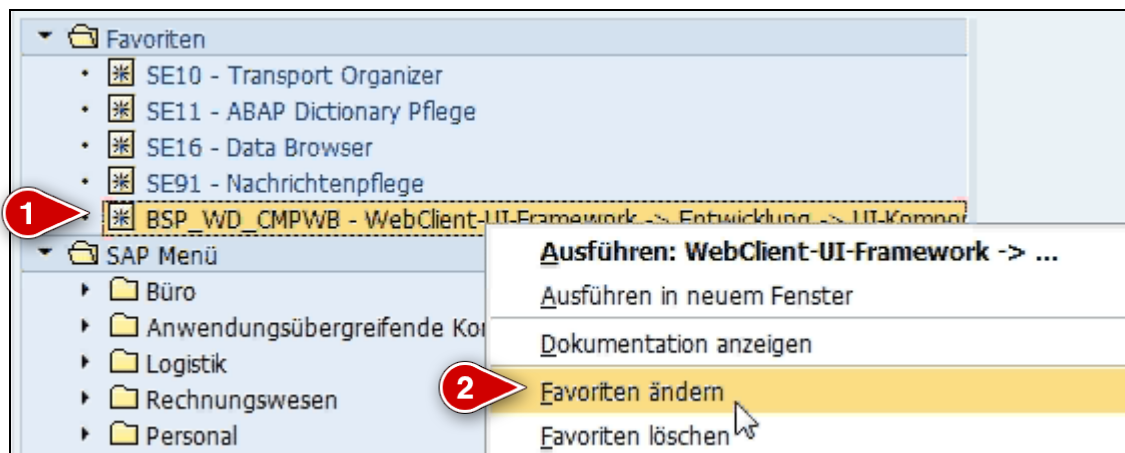 Favoriten
SE10 - Transport Organizer
SE11 - ABAP Dictionary Pflege
SE16 - Data Browser
SE91 - Nachrichtenpflege
1
BSP_WD_CMPWB - WebClient-UI-Framework -> Entwicklung -> UI-Kompo
SAP Menü
Ausführen: WebClient-UI-Framework -> ...
Büro
Ausführen in neuem Fenster
Anwendungsübergreifende Ko
Dokumentation anzeigen
Logistik
2
Favoriten ändern
Rechnungswesen
Personal
Favoriten löschen